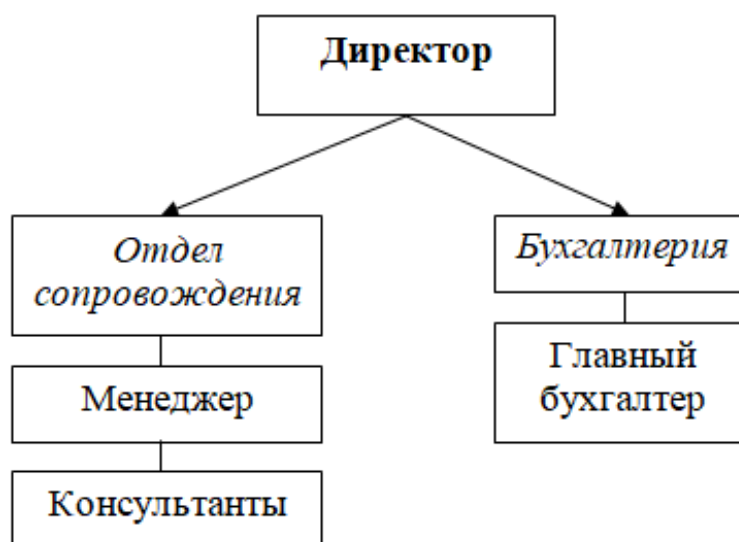 Директор
Отдел
сопровождения
Бухгалтерия
Менеджер
Главный
бухгалтер
Консультанты